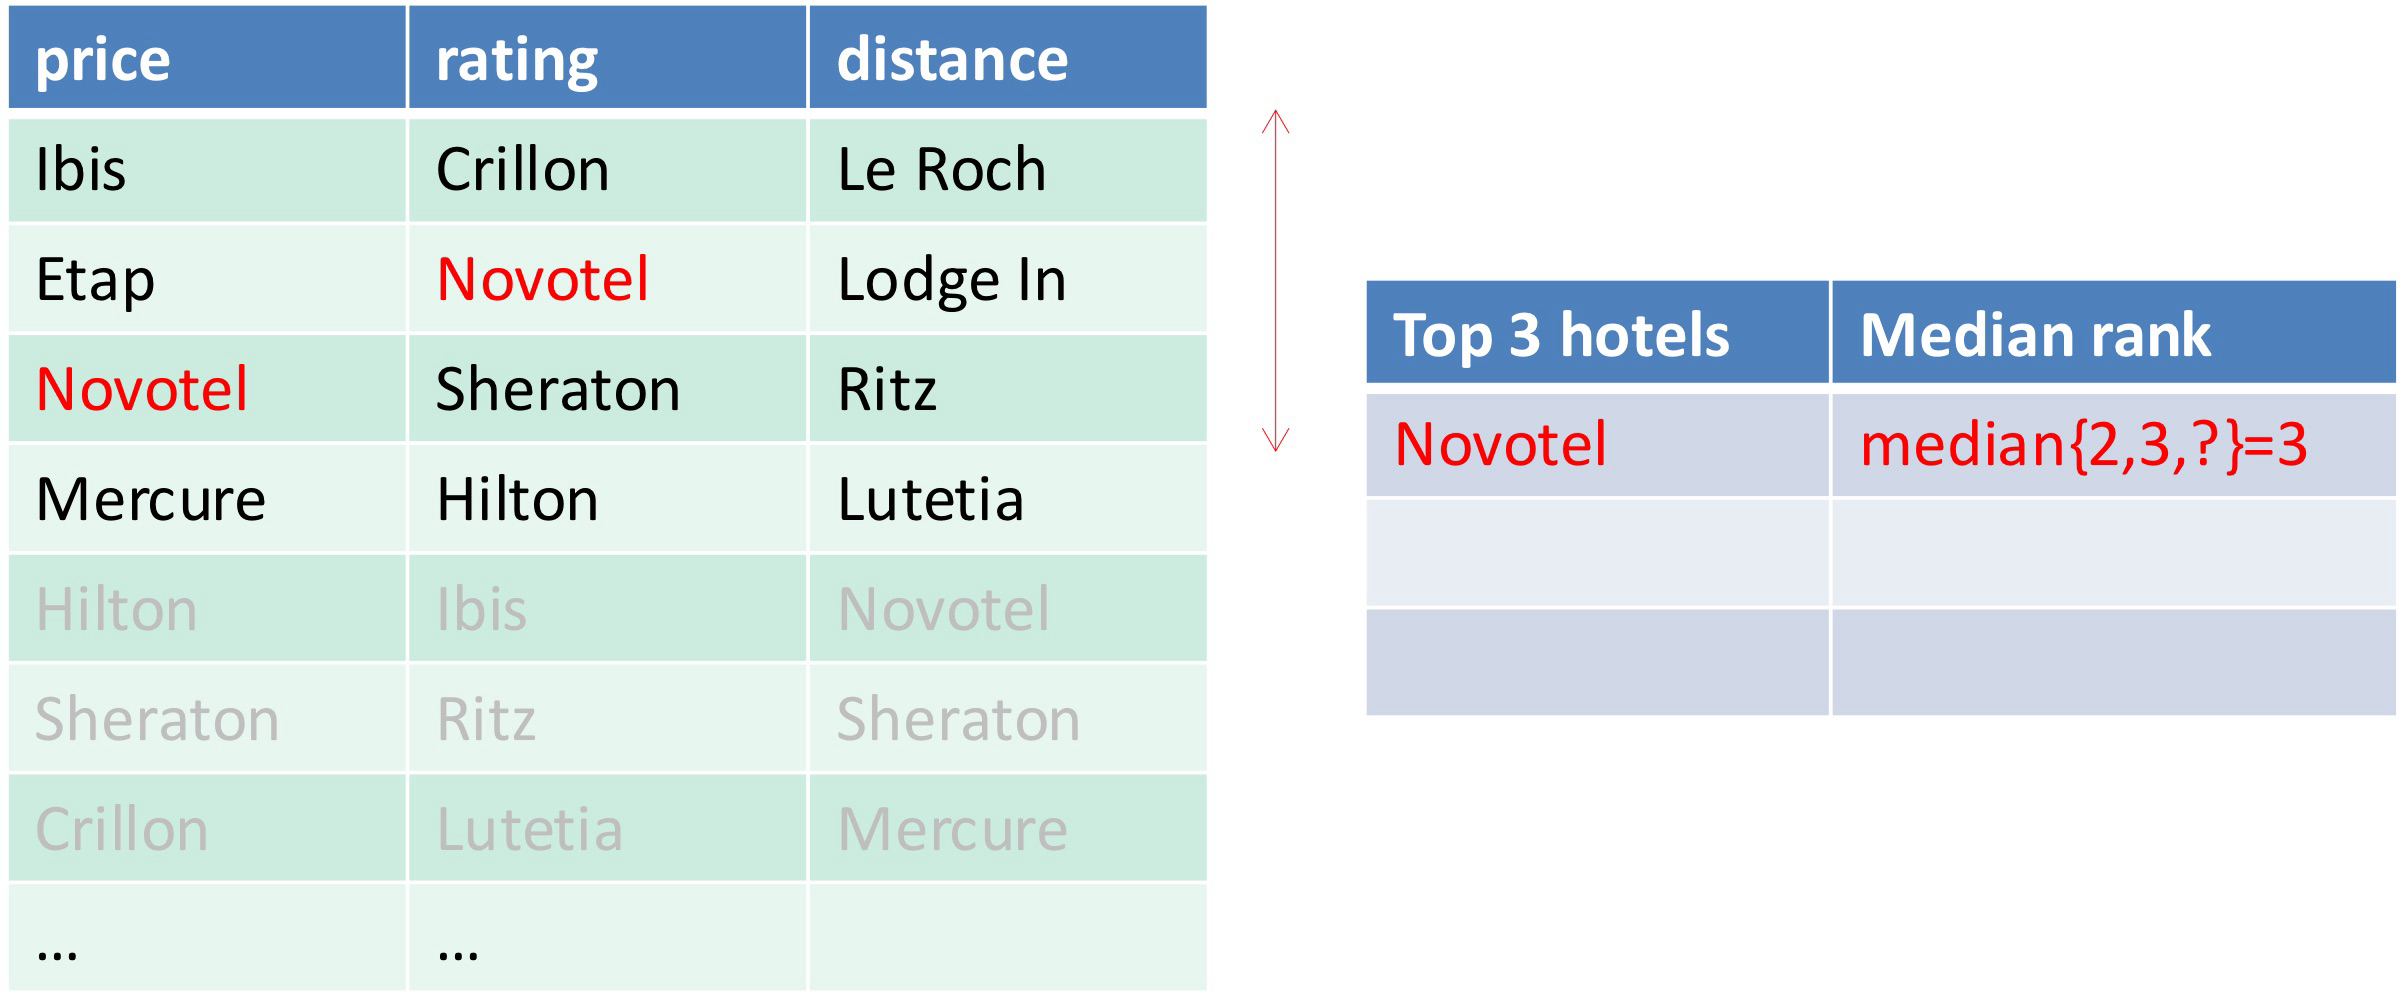 price rating distance
Ibis Crillon Le Roch
Etap Novotel Lodge In
Novotel Sheraton Ritz
Mercure Hilton Lutetia
Hilton Ibis Novotel
Sheraton Ritz Sheraton
Crillon Lutetia Mercure
... ...
Top 3 hotels Median rank
Novotel median{2,3,?}=3